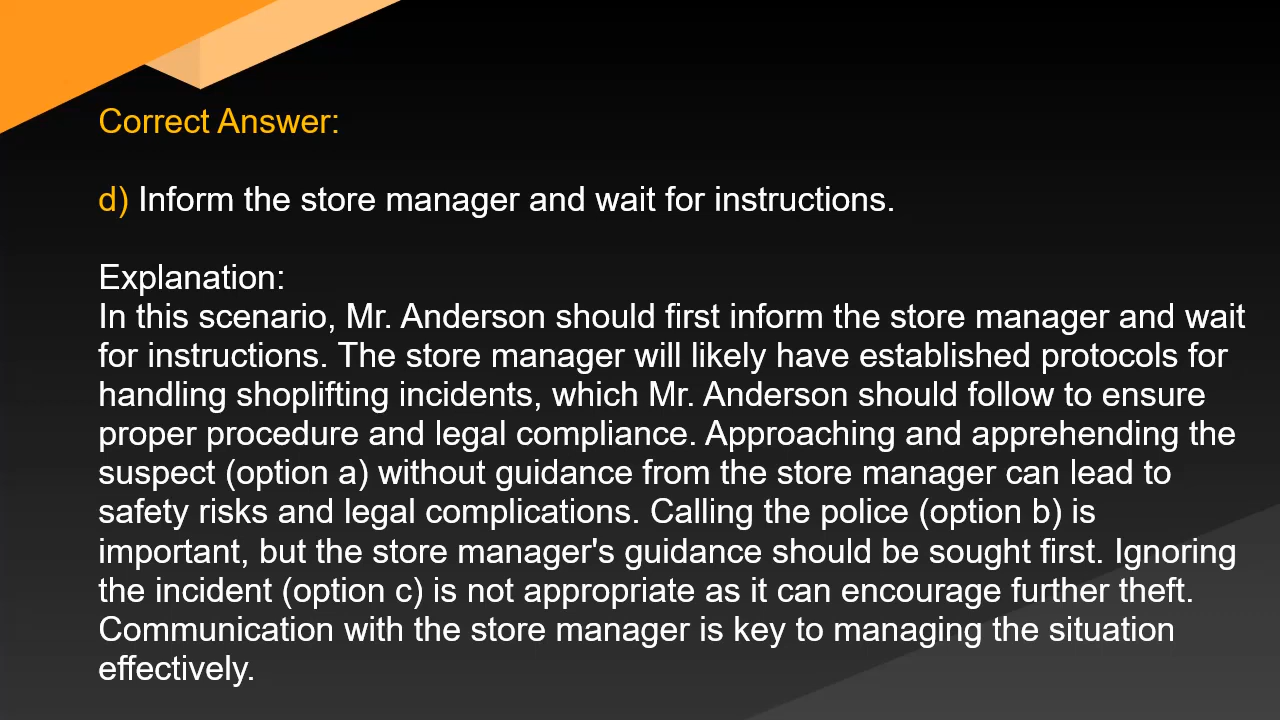 Correct Answer:
d) Inform the store manager and wait for instructions.
Explanation:
In this scenario, Mr. Anderson should first inform the store manager and wait
for instructions. The store manager will likely have established protocols for
handling shoplifting incidents, which Mr. Anderson should follow to ensure
proper procedure and legal compliance. Approaching and apprehending the
suspect (option a) without guidance from the store manager can lead to
safety risks and legal complications. Calling the police (option b) is
important, but the store manager's guidance should be sought first. Ignoring
the incident (option c) is not appropriate as it can encourage further theft.
Communication with the store manager is key to managing the situation
effectively.